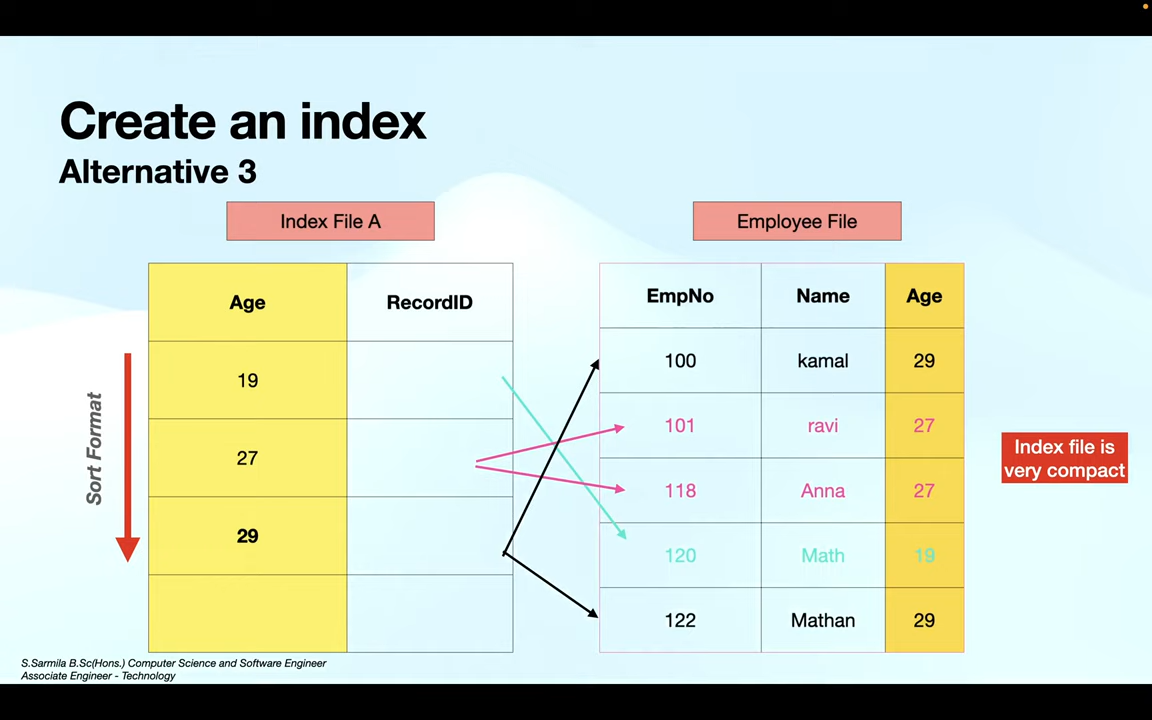 Create an index
Alternative 3
Index File A
Employee File
Age RecordID
19
27
29
Sort Format
EmpNo Name Age
100 kamal 29
101 ravi 27
118 Anna 27
120 Math 19
122 Mathan 29
Index file is
very compact
S.Sarmila B.Sc(Hons.) Computer Science and Software Engineer
Associate Engineer - Technology